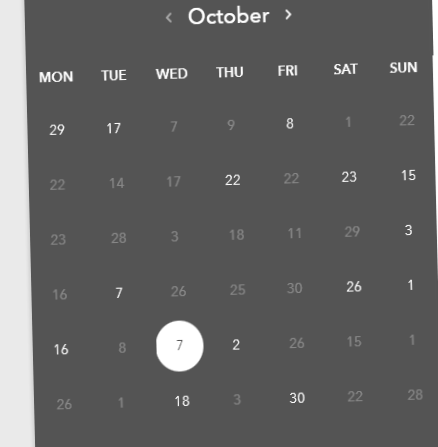 ‹ October ›
MON TUE WED THU FRI SAT SUN
29 17 7 9 8 1 22
22 14 17 22 22 23 15
23 28 3 18 11 29 3
16 7 26 25 30 26 1
16 8 7 2 26 15 1
26 1 18 3 30 22 28